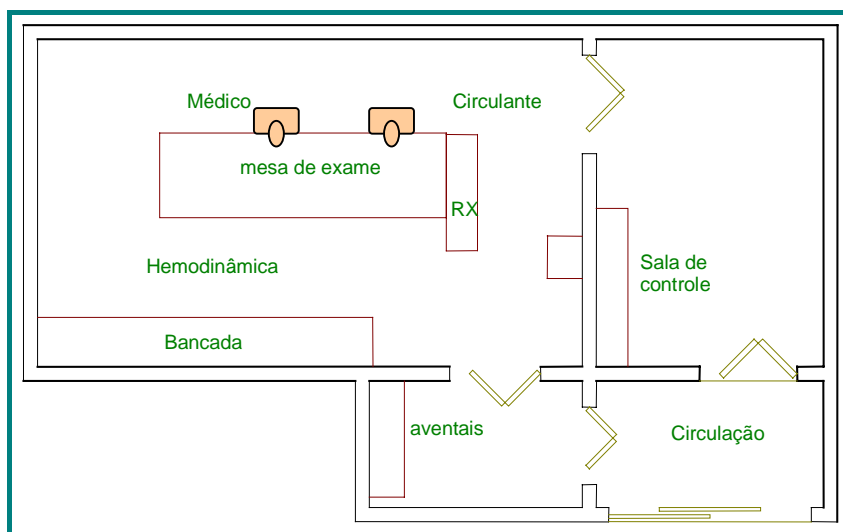 Médico
Circulante
mesa de exame
RX
Hemodinâmica
Sala de
controle
Bancada
aventais
Circulação